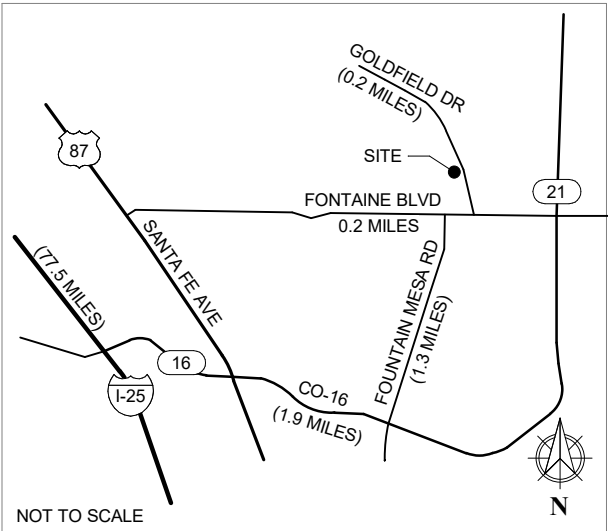 GOLDFIELD DR
(0.2 MILES)
87
SITE
21
FONTAINE BLVD
0.2 MILES
SANTA FE AVE
(77.5 MILES)
FOUNTAIN MESA RD
(1.3 MILES)
16
I-25
CO-16
(1.9 MILES)
N
NOT TO SCALE